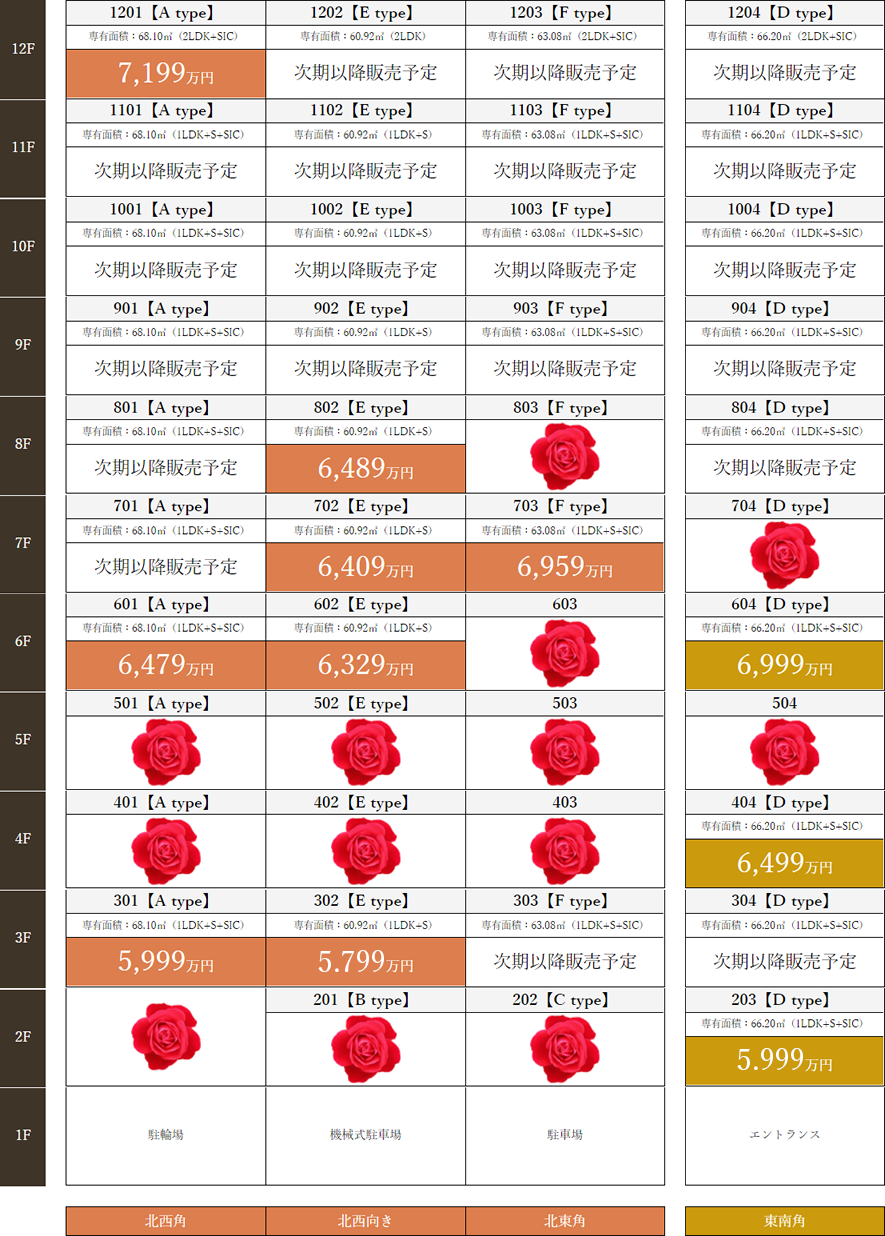 12F
1201【A type】 1202【E type】 1203【F type】 1204【D type】
専有面積：68.10㎡（2LDK+SIC） 専有面積：60.92㎡（2LDK） 専有面積：63.08㎡（2LDK+SIC） 専有面積：66.20㎡（2LDK+SIC）
7,199万円 次期以降販売予定 次期以降販売予定 次期以降販売予定
11F
1101【A type】 1102【E type】 1103【F type】 1104【D type】
専有面積：68.10㎡（1LDK+S+SIC） 専有面積：60.92㎡（1LDK+S） 専有面積：63.08㎡（1LDK+S+SIC） 専有面積：66.20㎡（1LDK+S+SIC）
次期以降販売予定 次期以降販売予定 次期以降販売予定 次期以降販売予定
10F
1001【A type】 1002【E type】 1003【F type】 1004【D type】
専有面積：68.10㎡（1LDK+S+SIC） 専有面積：60.92㎡（1LDK+S） 専有面積：63.08㎡（1LDK+S+SIC） 専有面積：66.20㎡（1LDK+S+SIC）
次期以降販売予定 次期以降販売予定 次期以降販売予定 次期以降販売予定
9F
901【A type】 902【E type】 903【F type】 904【D type】
専有面積：68.10㎡（1LDK+S+SIC） 専有面積：60.92㎡（1LDK+S） 専有面積：63.08㎡（1LDK+S+SIC） 専有面積：66.20㎡（1LDK+S+SIC）
次期以降販売予定 次期以降販売予定 次期以降販売予定 次期以降販売予定
8F
801【A type】 802【E type】 803【F type】 804【D type】
専有面積：68.10㎡（1LDK+S+SIC） 専有面積：60.92㎡（1LDK+S） 専有面積：66.20㎡（1LDK+S+SIC）
次期以降販売予定 6,489万円 次期以降販売予定
7F
701【A type】 702【E type】 703【F type】 704【D type】
専有面積：68.10㎡（1LDK+S+SIC） 専有面積：60.92㎡（1LDK+S） 専有面積：63.08㎡（1LDK+S+SIC）
次期以降販売予定 6,409万円 6,959万円
6F
601【A type】 602【E type】 603 604【D type】
専有面積：68.10㎡（1LDK+S+SIC） 専有面積：60.92㎡（1LDK+S） 専有面積：66.20㎡（1LDK+S+SIC）
6,479万円 6,329万円 6,999万円
5F
501【A type】 502【E type】 503 504
4F
401【A type】 402【E type】 403 404【D type】
専有面積：66.20㎡（1LDK+S+SIC）
6,499万円
3F
301【A type】 302【E type】 303【F type】 304【D type】
専有面積：68.10㎡（1LDK+S+SIC） 専有面積：60.92㎡（1LDK+S） 専有面積：63.08㎡（1LDK+S+SIC） 専有面積：66.20㎡（1LDK+S+SIC）
5,999万円 5.799万円 次期以降販売予定 次期以降販売予定
2F
201【B type】 202【C type】 203【D type】
専有面積：66.20㎡（1LDK+S+SIC）
5.999万円
1F
駐輪場 機械式駐車場 駐車場 エントランス
北西角 北西向き 北東角 東南角